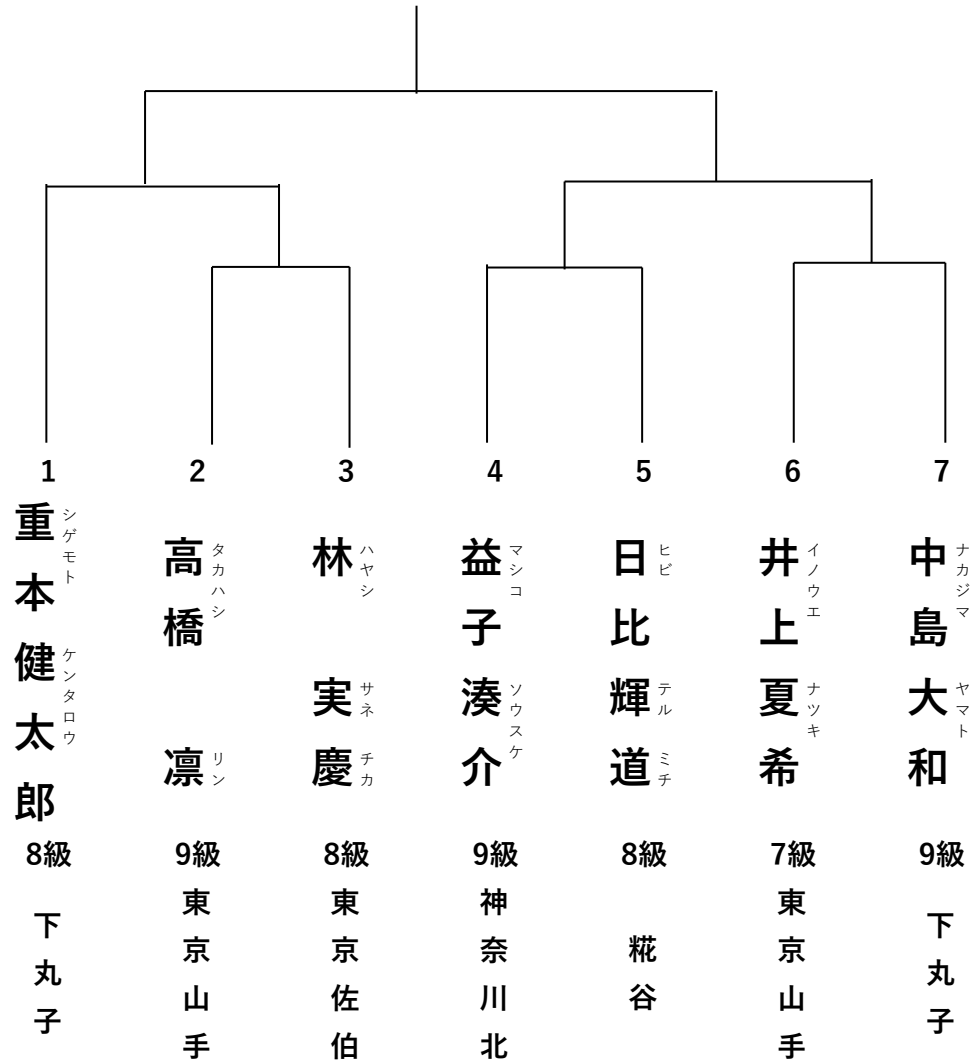 1
重本健太郎
シゲモト
ケンタロウ
8級
下丸子
2
高橋 凛
タカハシ
リン
9級
東京山手
3
林 実慶
ハヤシ
サネ
チカ
8級
東京佐伯
4
益子湊介
マシコ
ソウスケ
9級
神奈川北
5
日比輝道
ヒビ
テル
ミチ
8級
糀谷
6
井上夏希
イノウエ
ナツキ
7級
東京山手
7
中島大和
ナカジマ
ヤマト
9級
下丸子